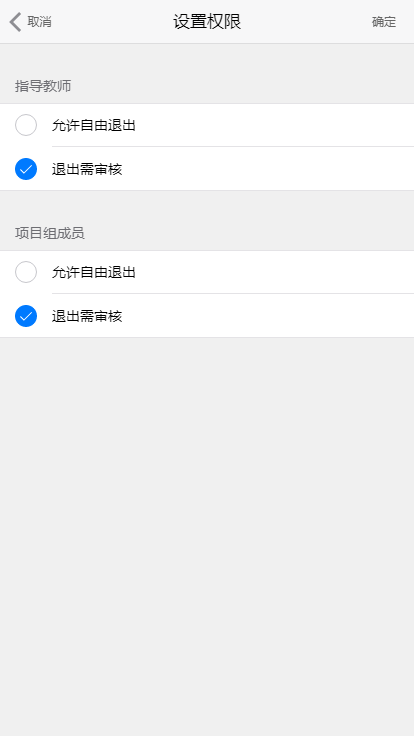 取消
设置权限
确定
指导教师
允许自由退出
退出需审核
项目组成员
允许自由退出
退出需审核